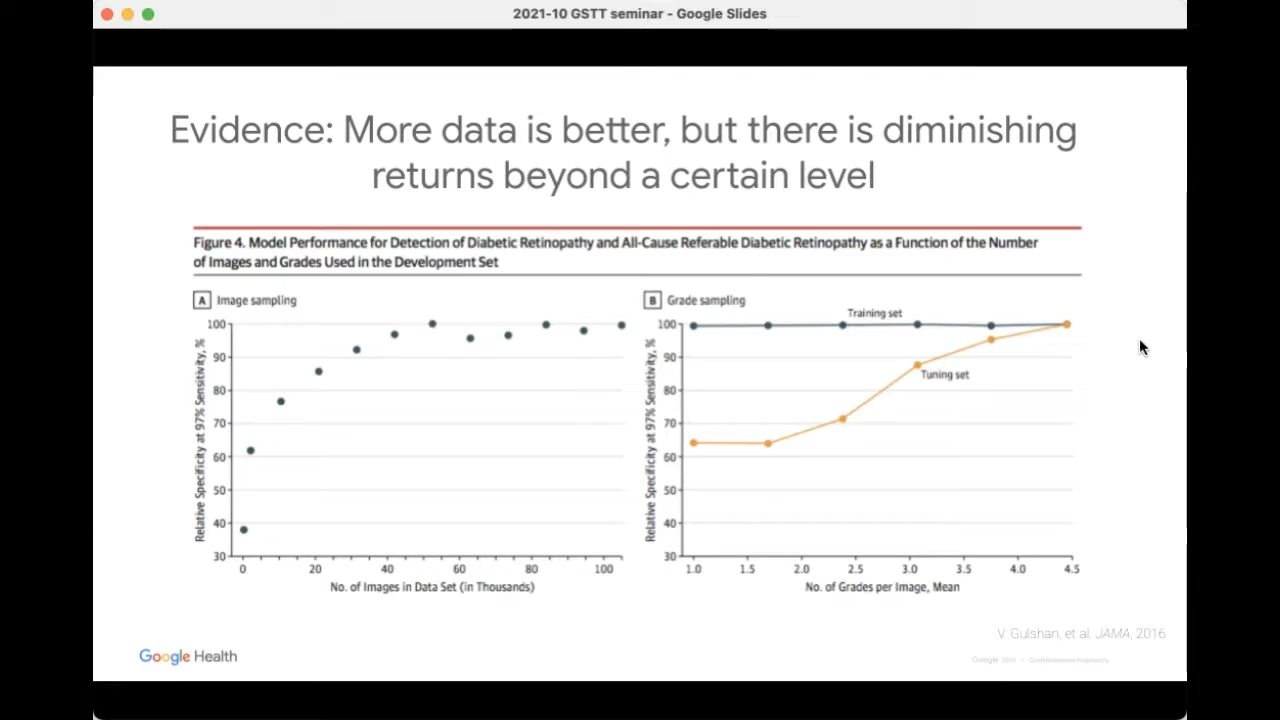 2021-10 GSTT seminar - Google Slides
Evidence: More data is better, but there is diminishing
returns beyond a certain level
Figure 4. Model Performance for Detection of Diabetic Retinopathy and All-Cause Referable Diabetic Retinopathy as a Function of the Number
of Images and Grades Used in the Development Set
A Image sampling
Relative Specificity at 97% Sensitivity, %
100
90
80
70
60
50
40
30
0 20 40 60 80 100
No. of Images in Data Set (in Thousands)
B Grade sampling
Relative Specificity at 97% Sensitivity, %
100
90
80
70
60
50
40
30
Training set
Tuning set
1.0 1.5 2.0 2.5 3.0 3.5 4.0 4.5
No. of Grades per Image, Mean
V. Gulshan, et al. JAMA, 2016
Google Health
Google